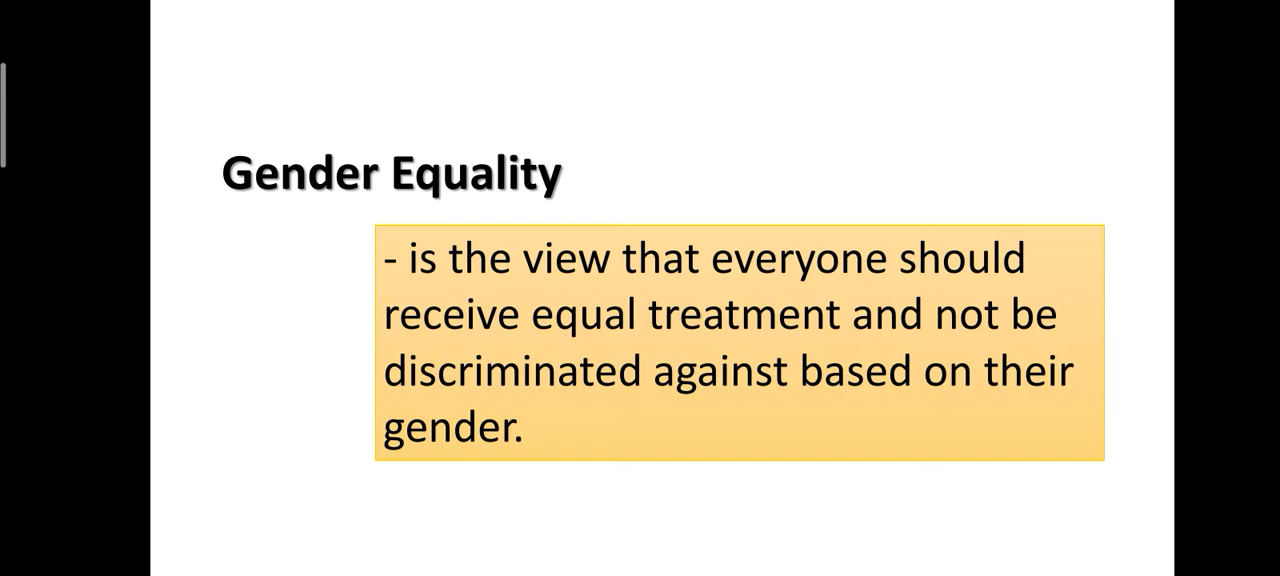 Gender Equality
- is the view that everyone should
receive equal treatment and not be
discriminated against based on their
gender.